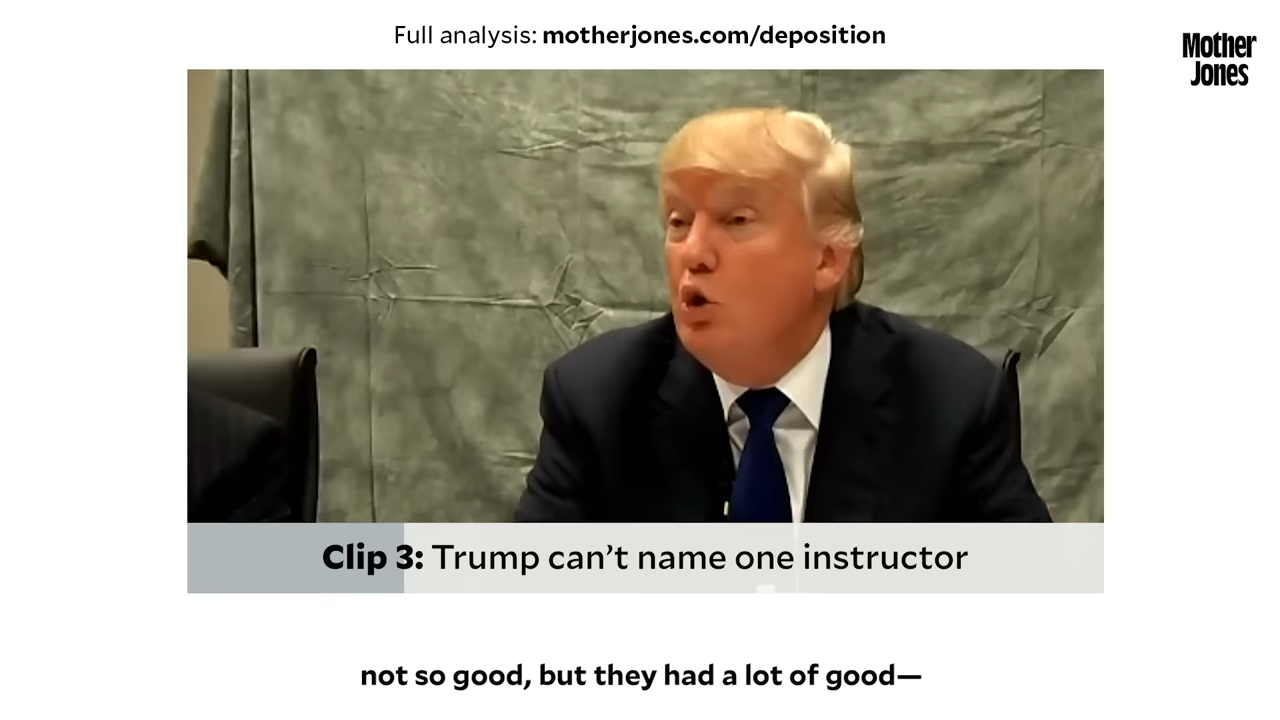 Full analysis: motherjones.com/deposition
Mother
Jones
Clip 3: Trump can’t name one instructor
not so good, but they had a lot of good—